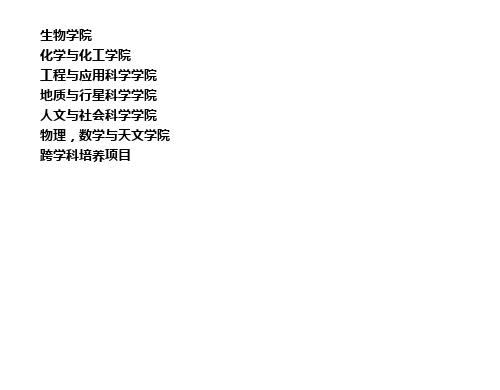 生物学院
化学与化工学院
工程与应用科学学院
地质与行星科学学院
人文与社会科学学院
物理，数学与天文学院
跨学科培养项目